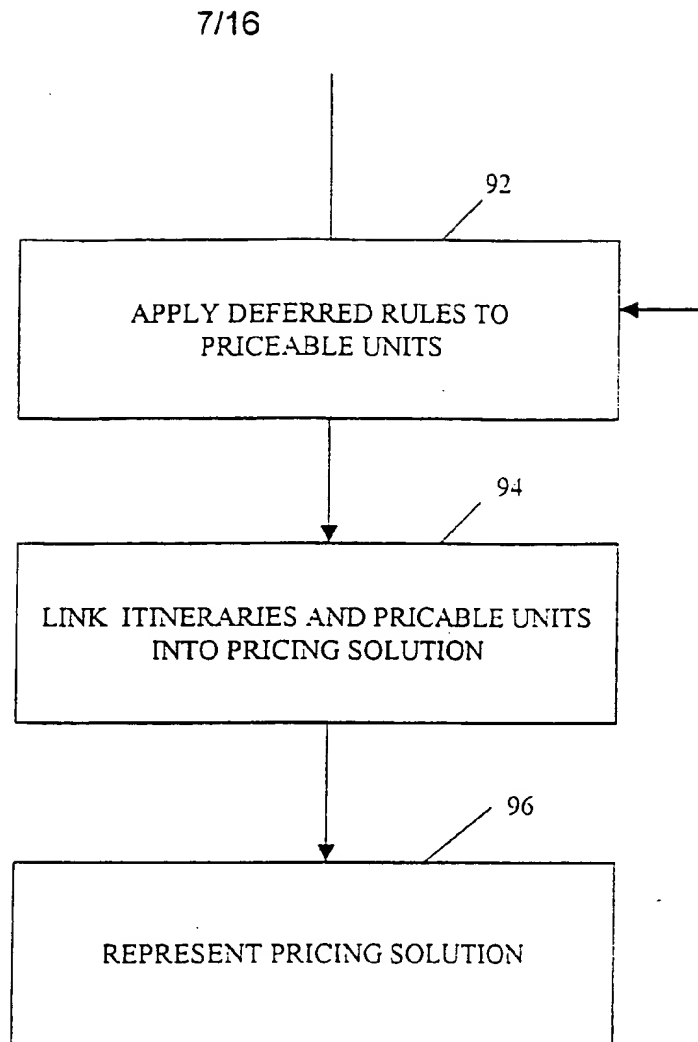 7/16
92
APPLY DEFERRED RULES TO
PRICEABLE UNITS
94
LINK ITINERARIES AND PRICABLE UNITS
INTO PRICING SOLUTION
96
REPRESENT PRICING SOLUTION